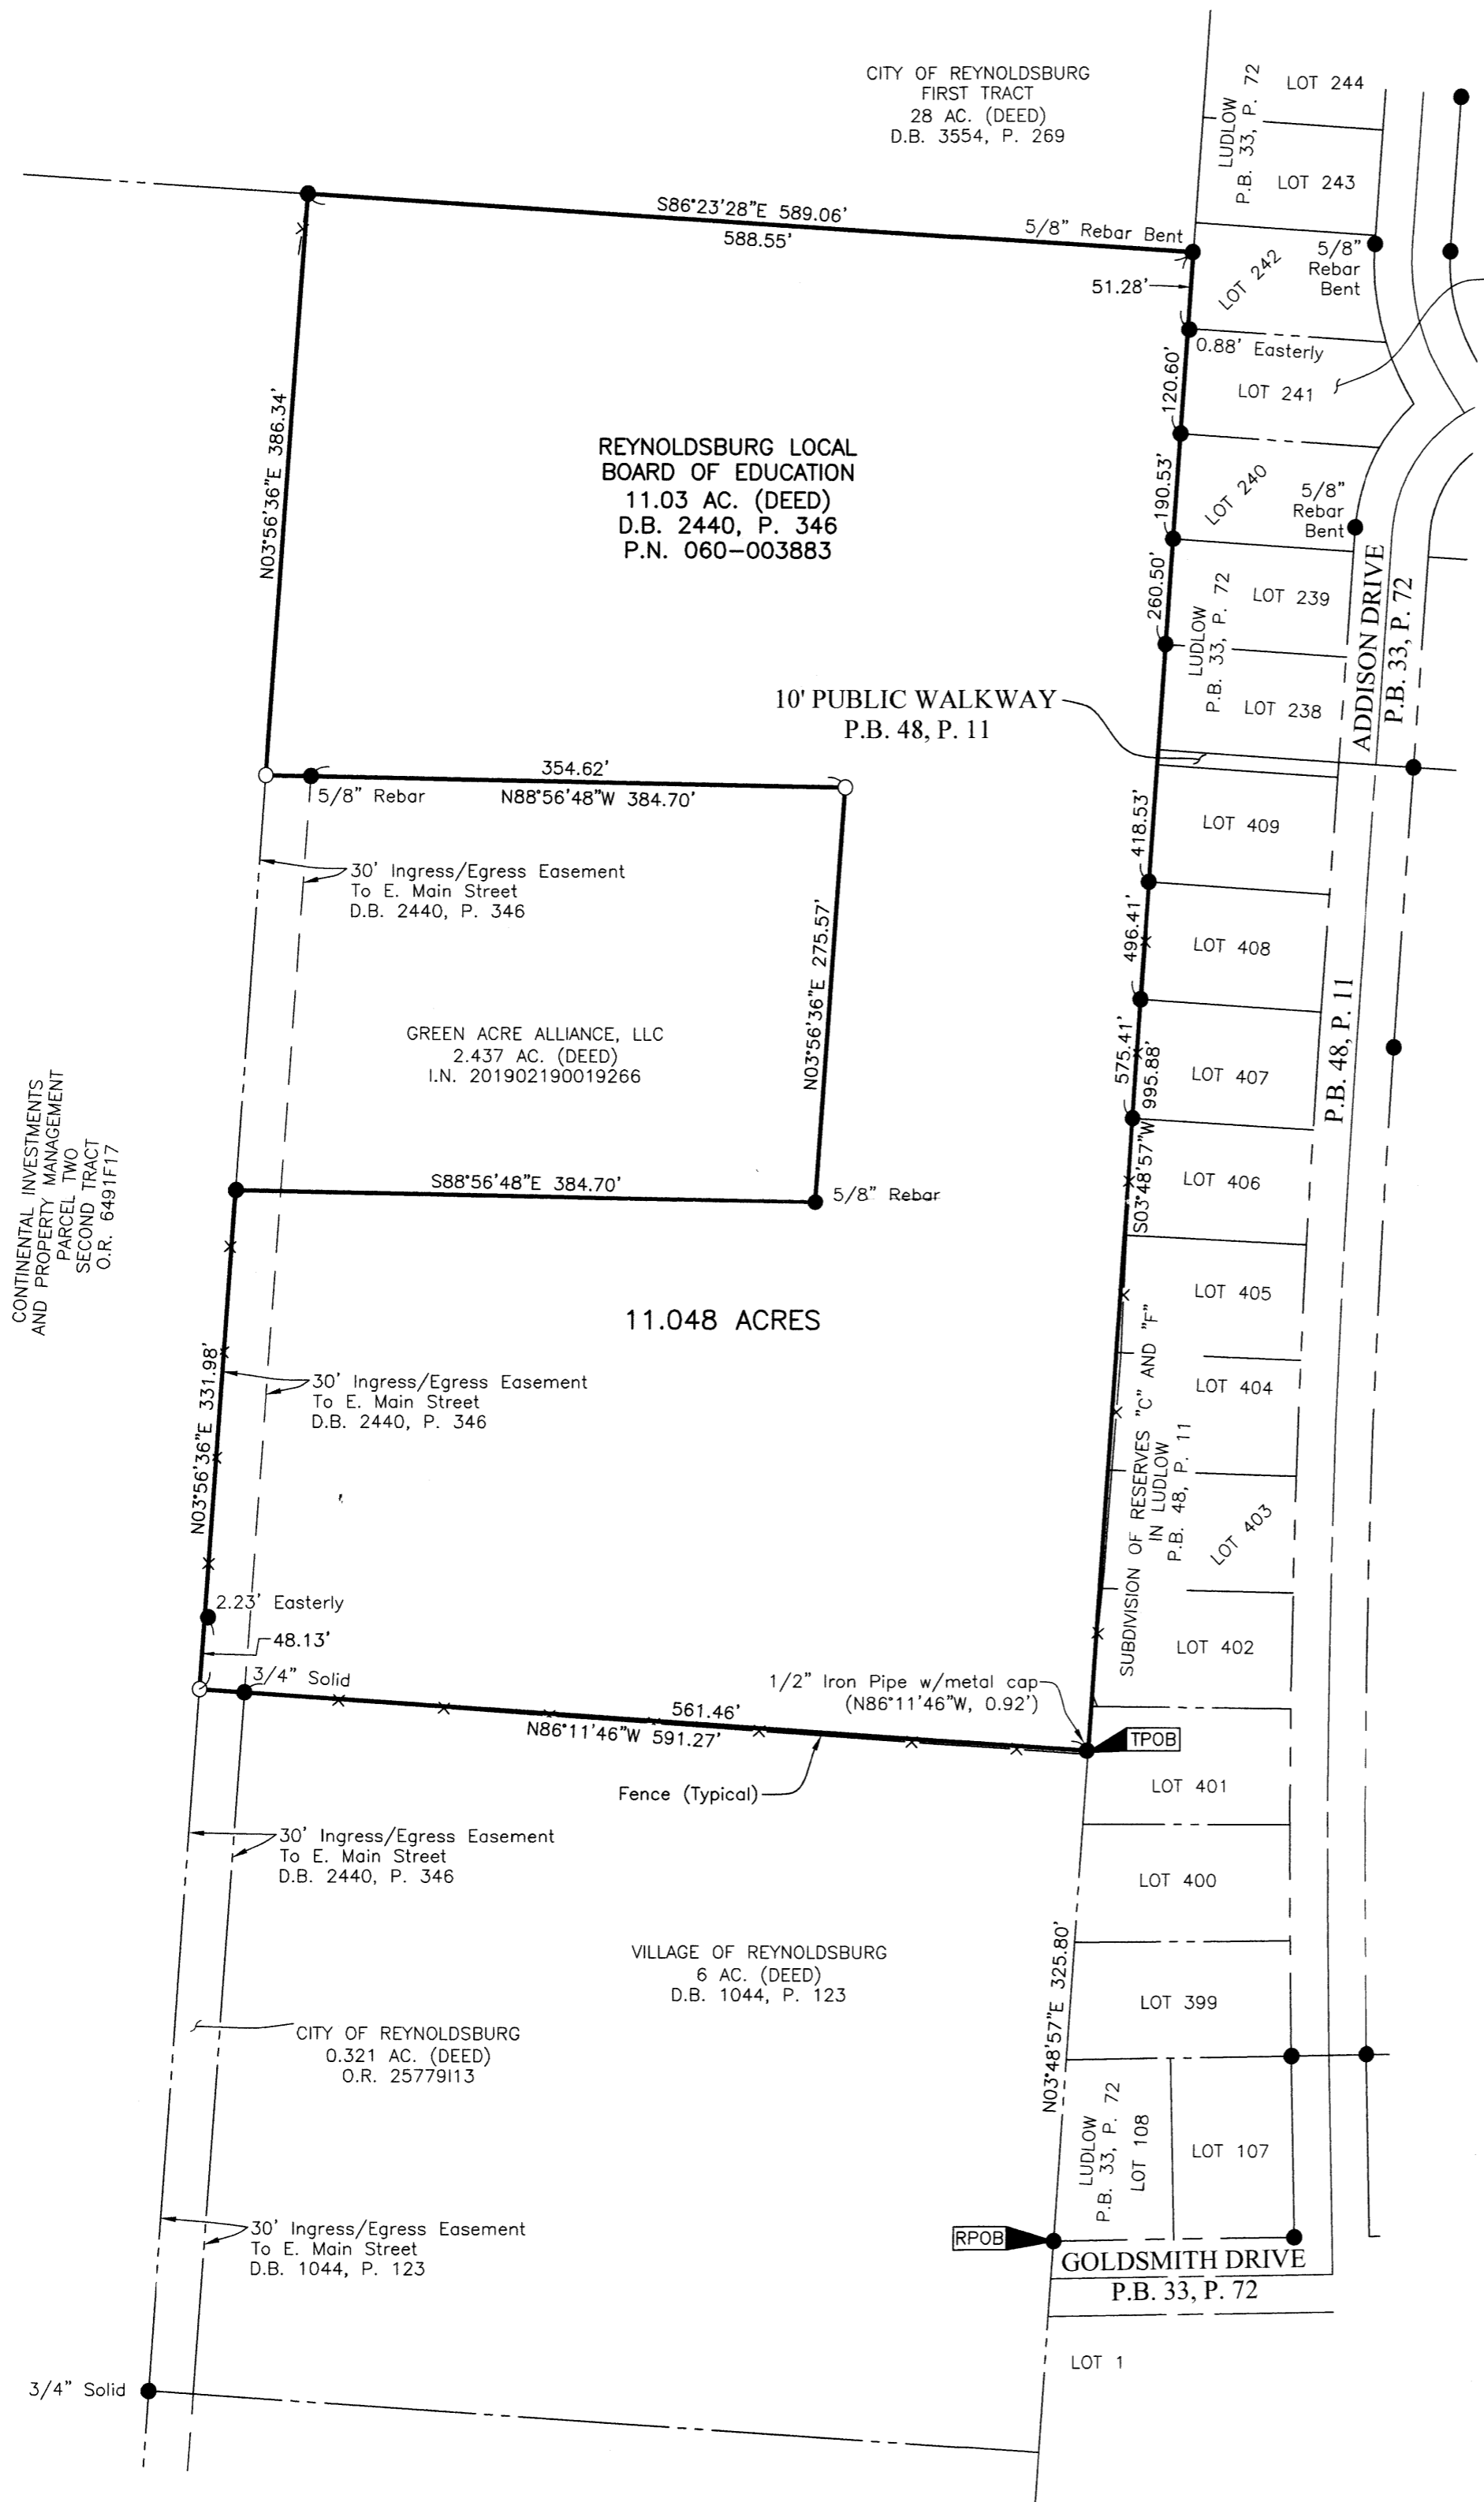 CITY OF REYNOLDSBURG
FIRST TRACT
28 AC. (DEED)
D.B. 3554, P. 269
LUDLOW
P.B. 33, P. 72
LOT 244
LOT 243
S86°23'28"E 589.06'
588.55'
5/8" Rebar Bent
51.28'
LOT 242
5/8"
Rebar
Bent
0.88' Easterly
LOT 241
120.60'
N03°56'36"E 386.34'
REYNOLDSBURG LOCAL
BOARD OF EDUCATION
11.03 AC. (DEED)
D.B. 2440, P. 346
P.N. 060-003883
190.53'
LOT 240
5/8"
Rebar
Bent
260.50'
LUDLOW
P.B. 33, P. 72
LOT 239
ADDISON DRIVE
P.B. 33, P. 72
10' PUBLIC WALKWAY
P.B. 48, P. 11
LOT 238
354.62'
N88°56'48"W 384.70'
5/8" Rebar
418.53'
LOT 409
30' Ingress/Egress Easement
To E. Main Street
D.B. 2440, P. 346
N03°56'36"E 275.57'
496.41'
LOT 408
GREEN ACRE ALLIANCE, LLC
2.437 AC. (DEED)
I.N. 201902190019266
575.41'
S03°48'57"W 995.88'
LOT 407
P.B. 48, P. 11
CONTINENTAL INVESTMENTS
AND PROPERTY MANAGEMENT
PARCEL TWO
SECOND TRACT
O.R. 6491F17
S88°56'48"E 384.70'
5/8" Rebar
LOT 406
LOT 405
11.048 ACRES
N03°56'36"E 331.98'
30' Ingress/Egress Easement
To E. Main Street
D.B. 2440, P. 346
SUBDIVISION OF RESERVES "C" AND "F"
IN LUDLOW
P.B. 48, P. 11
LOT 404
LOT 403
2.23' Easterly
48.13'
3/4" Solid
LOT 402
1/2" Iron Pipe w/metal cap
(N86°11'46"W, 0.92')
561.46'
N86°11'46"W 591.27'
TPOB
Fence (Typical)
LOT 401
30' Ingress/Egress Easement
To E. Main Street
D.B. 2440, P. 346
LOT 400
VILLAGE OF REYNOLDSBURG
6 AC. (DEED)
D.B. 1044, P. 123
N03°48'57"E 325.80'
LOT 399
CITY OF REYNOLDSBURG
0.321 AC. (DEED)
O.R. 25779I13
LUDLOW
P.B. 33, P. 72
LOT 108
LOT 107
30' Ingress/Egress Easement
To E. Main Street
D.B. 1044, P. 123
RPOB
GOLDSMITH DRIVE
P.B. 33, P. 72
LOT 1
3/4" Solid